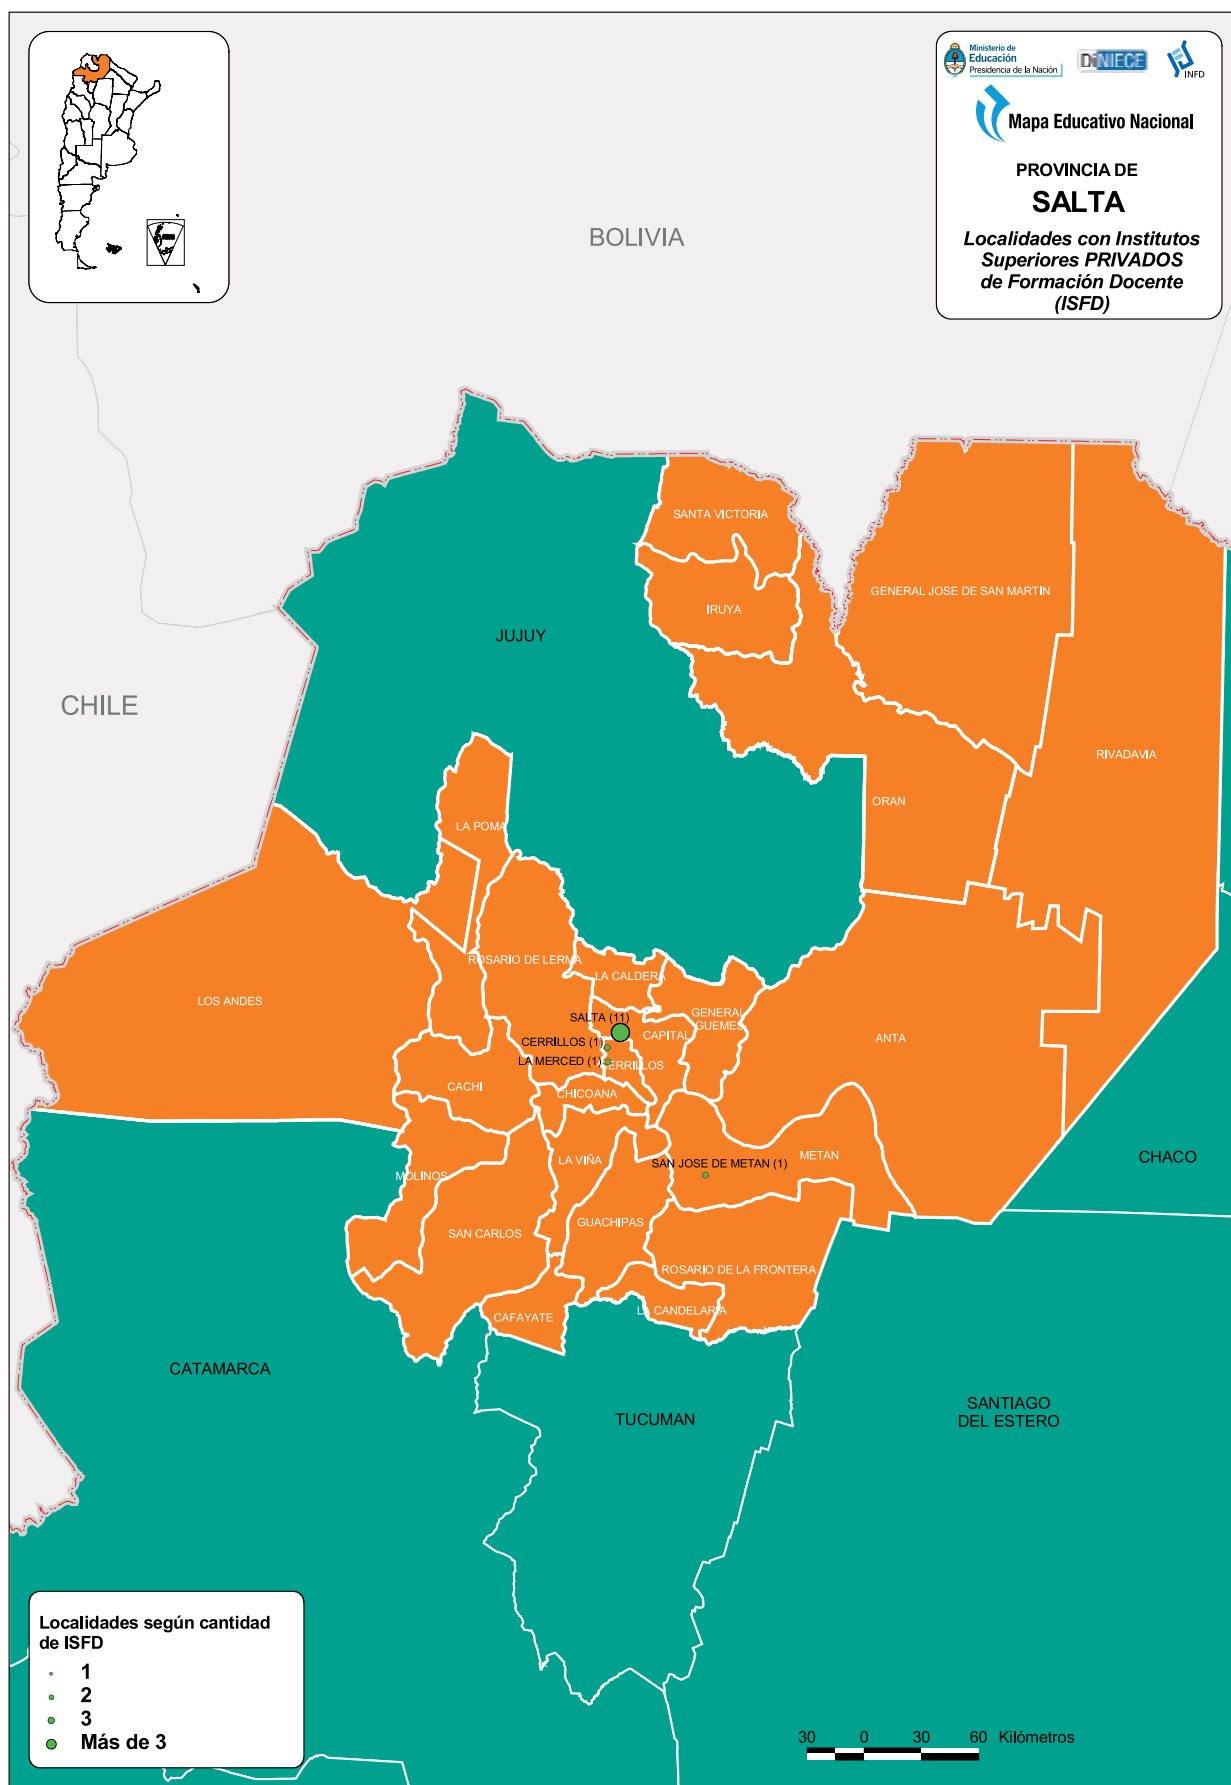 Ministerio de
Educación
Presidencia de la Nación
DiNIECE
INFD
Mapa Educativo Nacional
PROVINCIA DE
SALTA
Localidades con Institutos
Superiores PRIVADOS
de Formación Docente
(ISFD)
BOLIVIA
CHILE
JUJUY
SANTA VICTORIA
IRUYA
GENERAL JOSE DE SAN MARTIN
RIVADAVIA
ORAN
LA POMA
ROSARIO DE LERMA
LA CALDERA
LOS ANDES
SALTA (11)
GENERAL
GUEMES
CAPITAL
ANTA
CERRILLOS (1)
LA MERCED (1)
CERRILLOS
CACHI
CHICOANA
LA VIÑA
SAN JOSE DE METAN (1)
METAN
CHACO
MOLINOS
GUACHIPAS
SAN CARLOS
ROSARIO DE LA FRONTERA
LA CANDELARIA
CAFAYATE
CATAMARCA
TUCUMAN
SANTIAGO
DEL ESTERO
Localidades según cantidad
de ISFD
1
2
3
Más de 3
30 0 30 60 Kilómetros